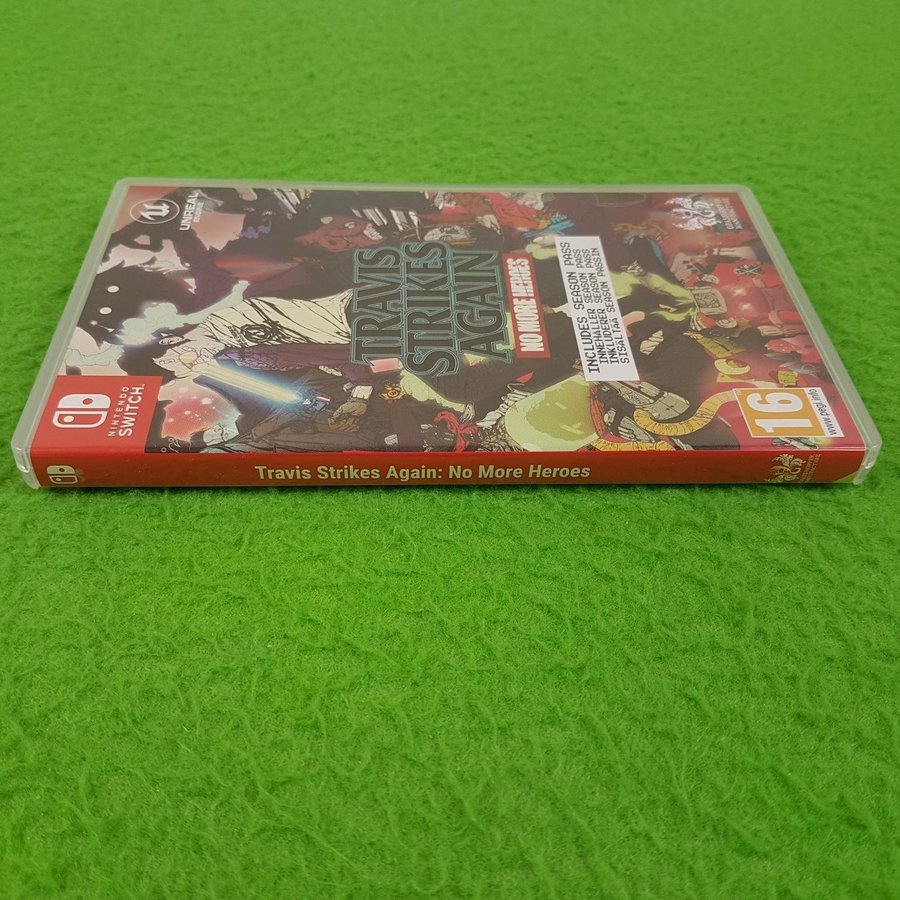 UNREAL
ENGINE
TRAVIS
STRIKES
AGAIN
NO MORE HEROES
INCLUDES SEASON PASS
INNEHÅLLER SEASON PASS
INKLUDERER SEASON PASS
SISÄLTÄÄ SEASON PASSIN
NINTENDO
SWITCH™
16
www.pegi.info
Travis Strikes Again: No More Heroes